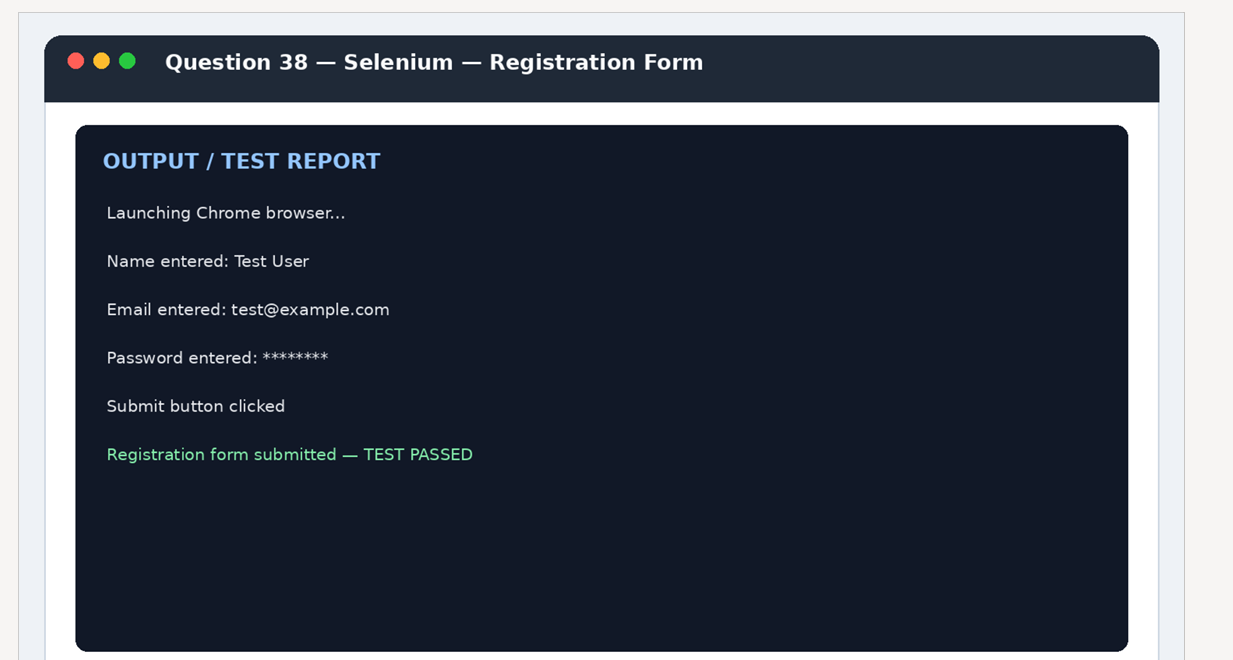 Question 38 — Selenium — Registration Form
OUTPUT / TEST REPORT
Launching Chrome browser...
Name entered: Test User
Email entered: test@example.com
Password entered: ********
Submit button clicked
Registration form submitted — TEST PASSED